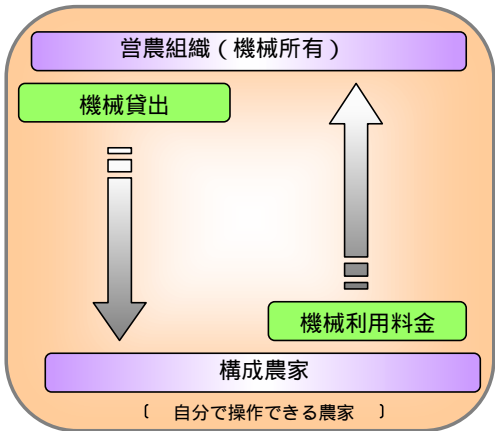 営農組織(機械所有)
機械貸出
機械利用料金
構成農家
〔 自分で操作できる農家 〕